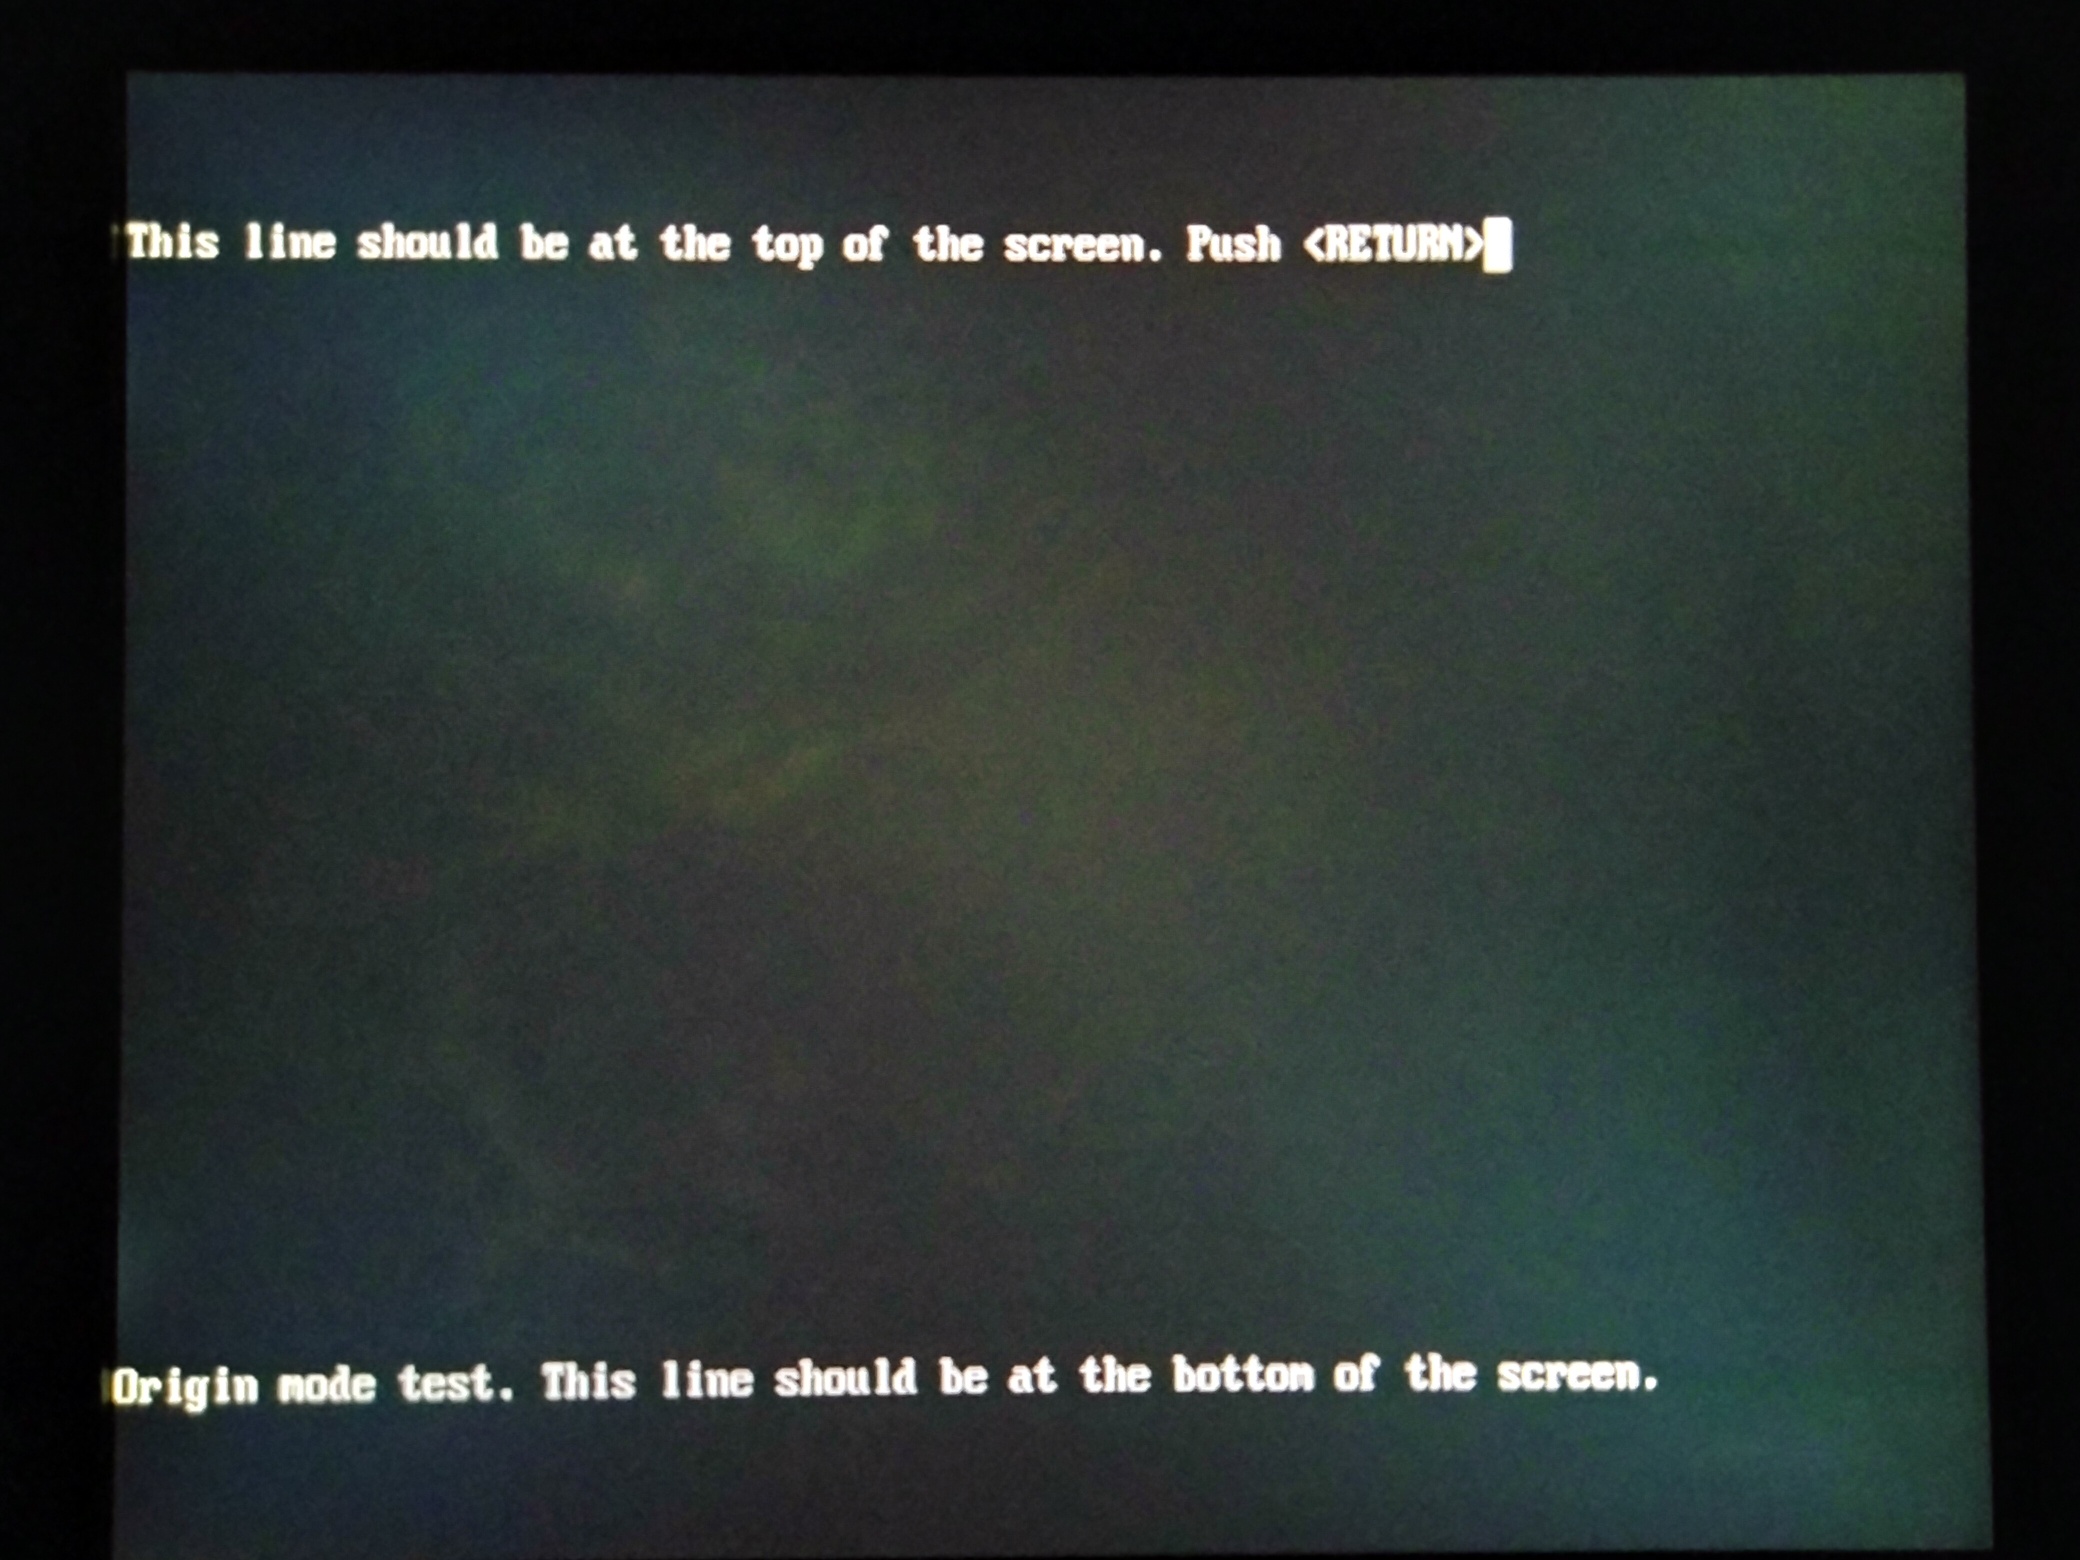 This line should be at the top of the screen. Push <RETURN>
Origin mode test. This line should be at the bottom of the screen.